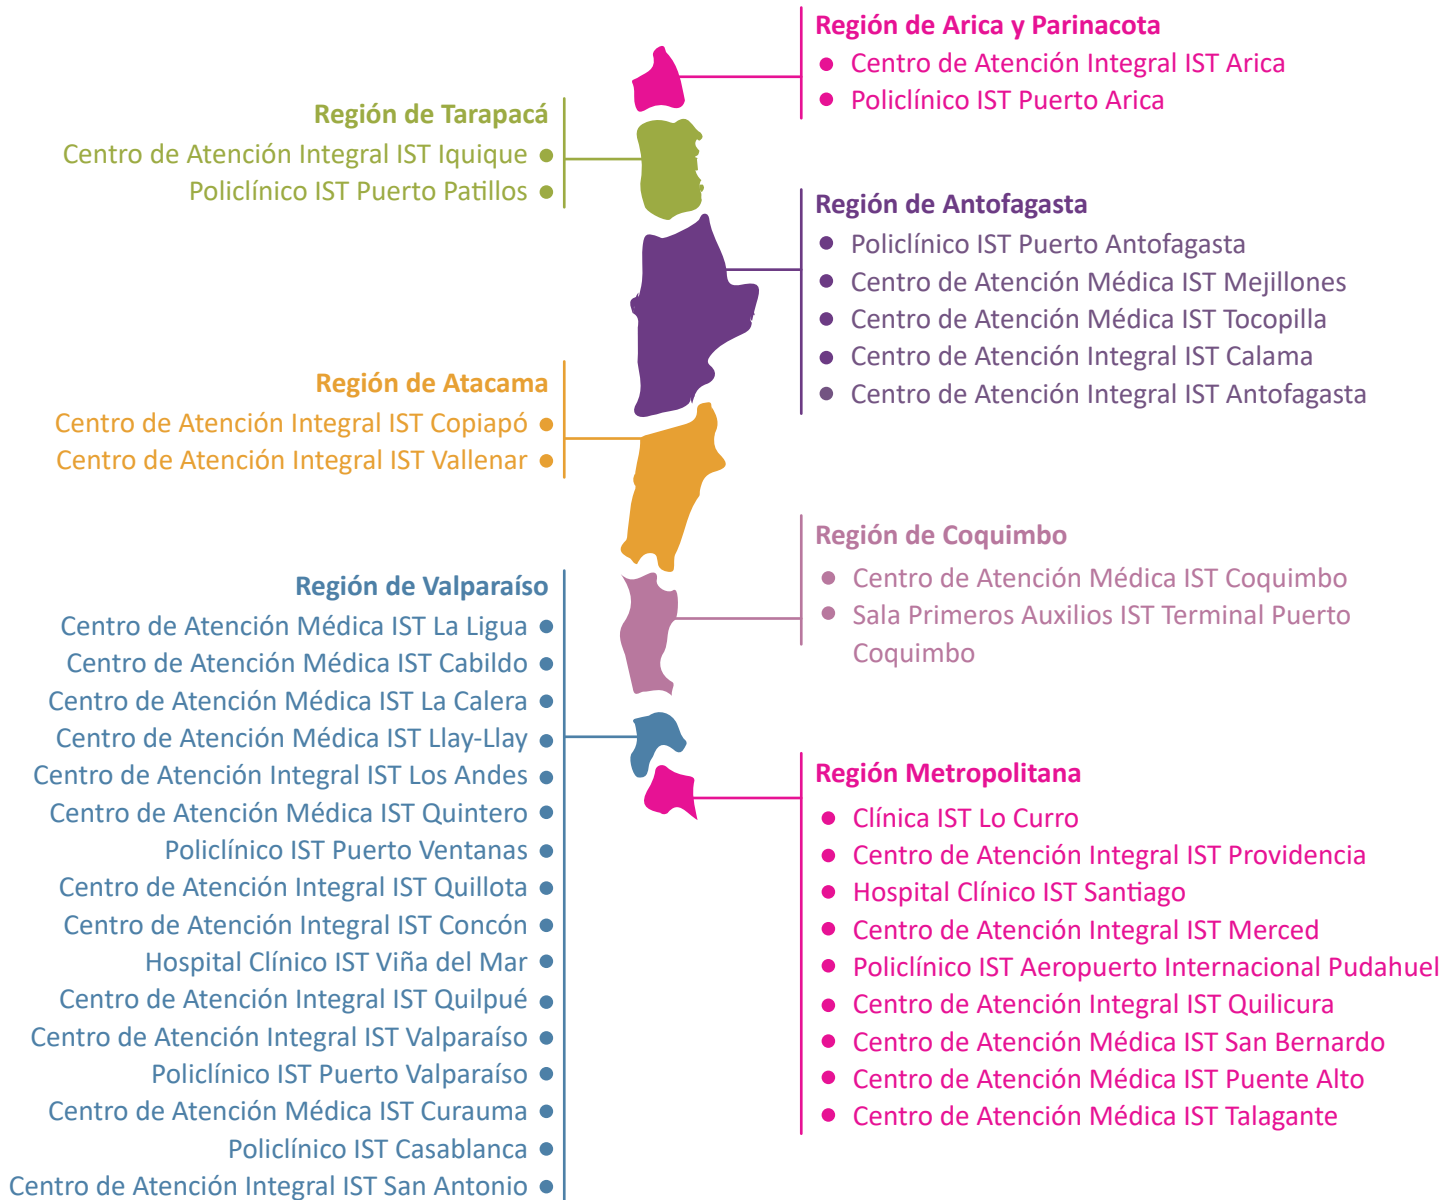 Región de Arica y Parinacota
Centro de Atención Integral IST Arica
Policlínico IST Puerto Arica
Región de Tarapacá
Centro de Atención Integral IST Iquique
Policlínico IST Puerto Patillos
Región de Antofagasta
Policlínico IST Puerto Antofagasta
Centro de Atención Médica IST Mejillones
Centro de Atención Médica IST Tocopilla
Centro de Atención Integral IST Calama
Centro de Atención Integral IST Antofagasta
Región de Atacama
Centro de Atención Integral IST Copiapó
Centro de Atención Integral IST Vallenar
Región de Coquimbo
Centro de Atención Médica IST Coquimbo
Sala Primeros Auxilios IST Terminal Puerto
Coquimbo
Región de Valparaíso
Centro de Atención Médica IST La Ligua
Centro de Atención Médica IST Cabildo
Centro de Atención Médica IST La Calera
Centro de Atención Médica IST Llay-Llay
Centro de Atención Integral IST Los Andes
Centro de Atención Médica IST Quintero
Policlínico IST Puerto Ventanas
Centro de Atención Integral IST Quillota
Centro de Atención Integral IST Concón
Hospital Clínico IST Viña del Mar
Centro de Atención Integral IST Quilpué
Centro de Atención Integral IST Valparaíso
Policlínico IST Puerto Valparaíso
Centro de Atención Médica IST Curauma
Policlínico IST Casablanca
Centro de Atención Integral IST San Antonio
Región Metropolitana
Clínica IST Lo Curro
Centro de Atención Integral IST Providencia
Hospital Clínico IST Santiago
Centro de Atención Integral IST Merced
Policlínico IST Aeropuerto Internacional Pudahuel
Centro de Atención Integral IST Quilicura
Centro de Atención Médica IST San Bernardo
Centro de Atención Médica IST Puente Alto
Centro de Atención Médica IST Talagante